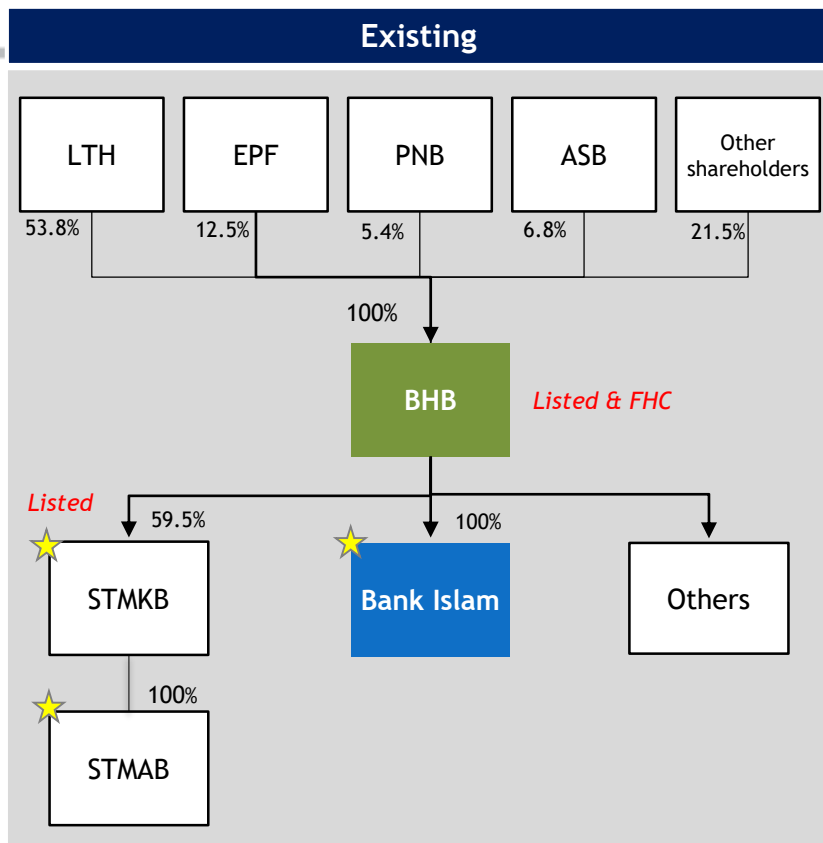 Existing
LTH
EPF
PNB
ASB
Other
shareholders
53.8%
12.5%
5.4%
6.8%
21.5%
100%
BHB
Listed & FHC
Listed
59.5%
100%
STMKB
Bank Islam
Others
100%
STMAB